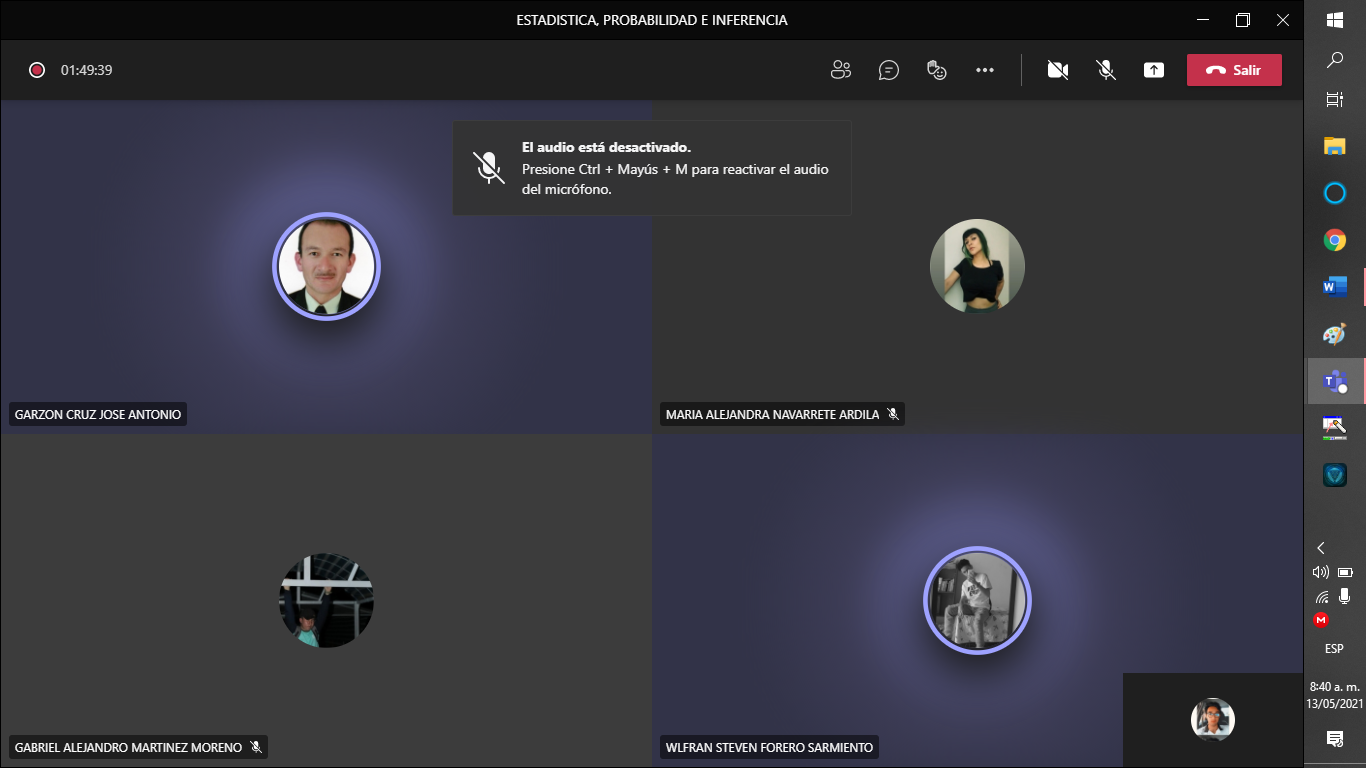 ESTADISTICA, PROBABILIDAD E INFERENCIA
01:49:39
Salir
El audio está desactivado.
Presione Ctrl + Mayús + M para reactivar el audio
del micrófono.
GARZON CRUZ JOSE ANTONIO
MARIA ALEJANDRA NAVARRETE ARDILA
GABRIEL ALEJANDRO MARTINEZ MORENO
WLFRAN STEVEN FORERO SARMIENTO
ESP
8:40 a. m.
13/05/2021